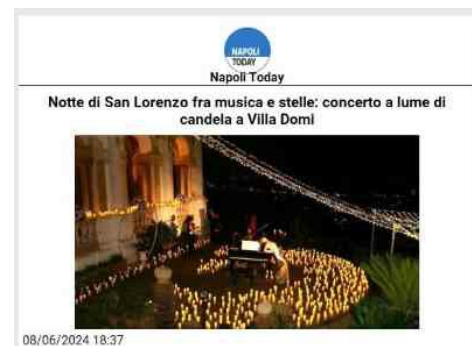 NAPOLI
TODAY
Napoli Today
Notte di San Lorenzo fra musica e stelle: concerto a lume di
candela a Villa Domi
08/06/2024 18:37